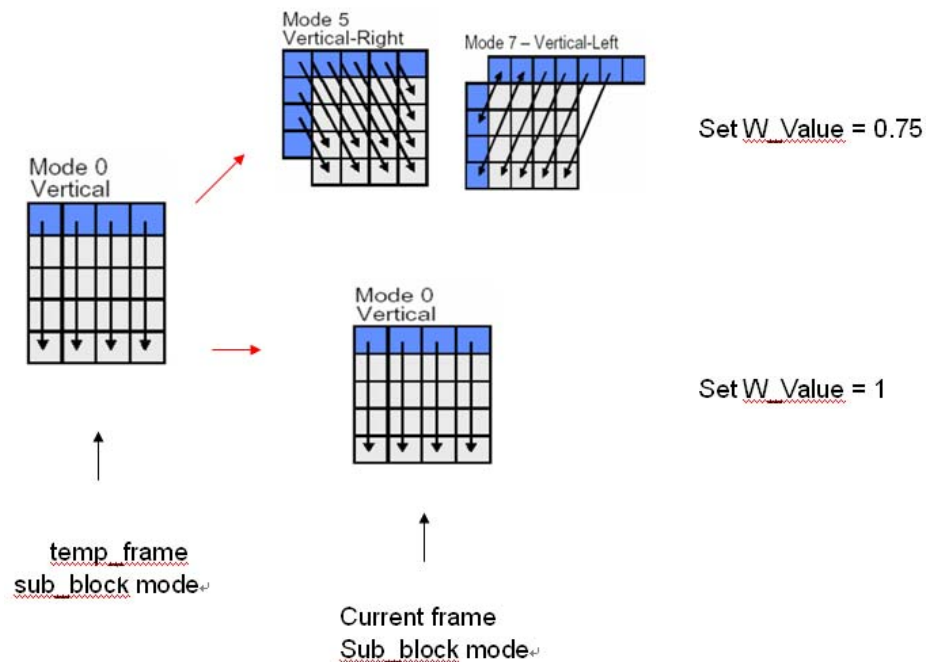 Mode 5
Vertical-Right
Mode 7 – Vertical-Left
Set W_Value = 0.75
Mode 0
Vertical
Mode 0
Vertical
Set W_Value = 1
temp_frame
sub_block mode
Current frame
Sub_block mode